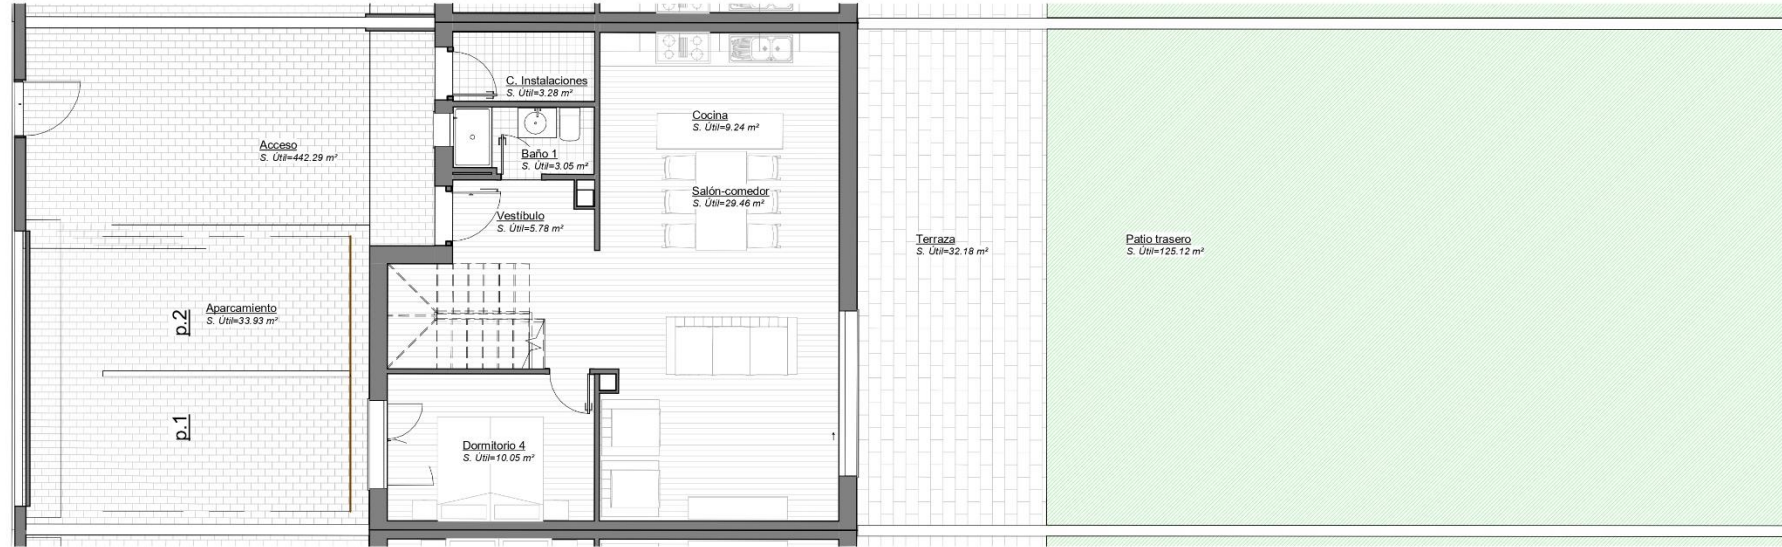 C. Instalaciones
S. Útil=3.28 m²
Cocina
S. Útil=9.24 m²
Acceso
S. Útil=442.29 m²
Baño 1
S. Útil=3.05 m²
Salón-comedor
S. Útil=29.46 m²
Vestíbulo
S. Útil=5.78 m²
Terraza
S. Útil=32.18 m²
Patio trasero
S. Útil=125.12 m²
p.2
Aparcamiento
S. Útil=33.93 m²
p.1
Dormitorio 4
S. Útil=10.05 m²